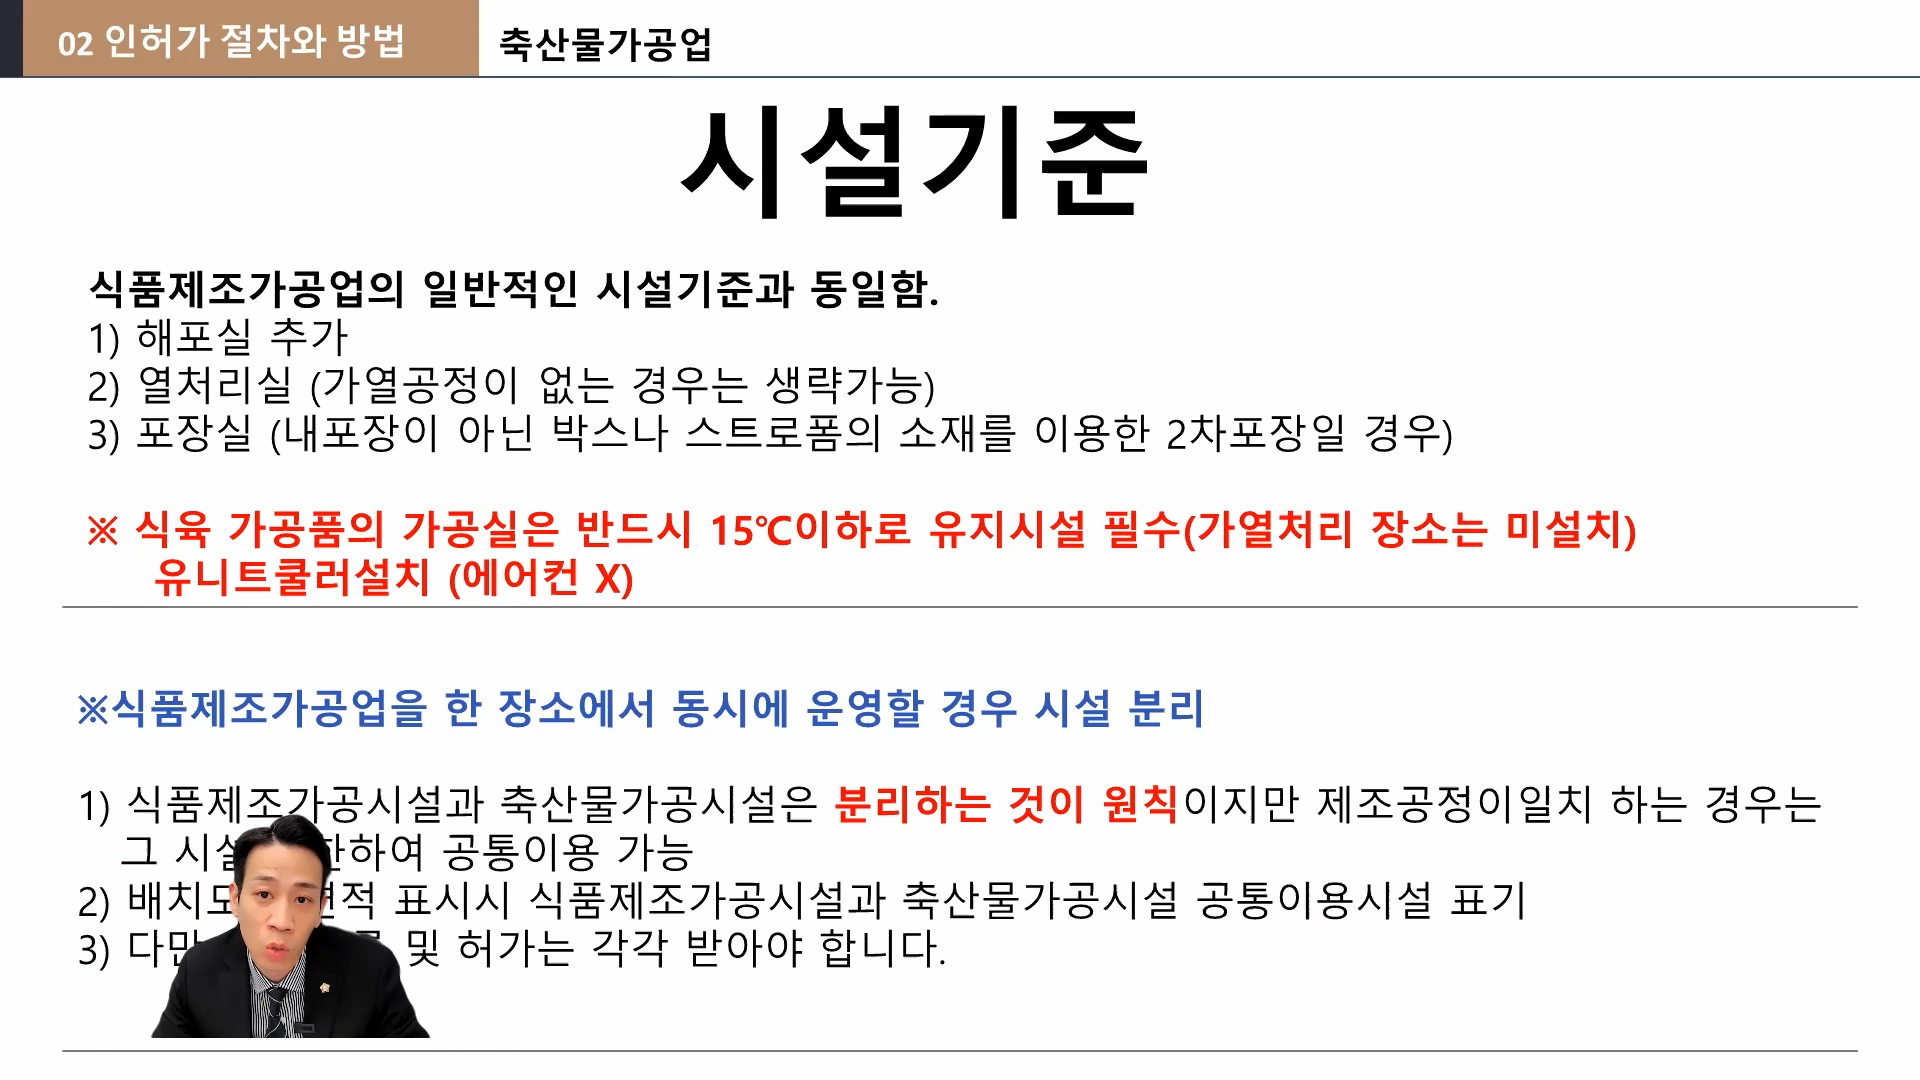 02 인허가 절차와 방법
축산물가공업
시설기준
식품제조가공업의 일반적인 시설기준과 동일함.
1) 해포실 추가
2) 열처리실 (가열공정이 없는 경우는 생략가능)
3) 포장실 (내포장이 아닌 박스나 스트로폼의 소재를 이용한 2차포장일 경우)
※ 식육 가공품의 가공실은 반드시 15℃이하로 유지시설 필수(가열처리 장소는 미설치)
유니트쿨러설치 (에어컨 X)
※식품제조가공업을 한 장소에서 동시에 운영할 경우 시설 분리
1) 식품제조가공시설과 축산물가공시설은 분리하는 것이 원칙이지만 제조공정이일치 하는 경우는
그 공통이용 가능
2) 표시시 식품제조가공시설과 축산물가공시설 공통이용시설 표기
3) 및 허가는 각각 받아야 합니다.